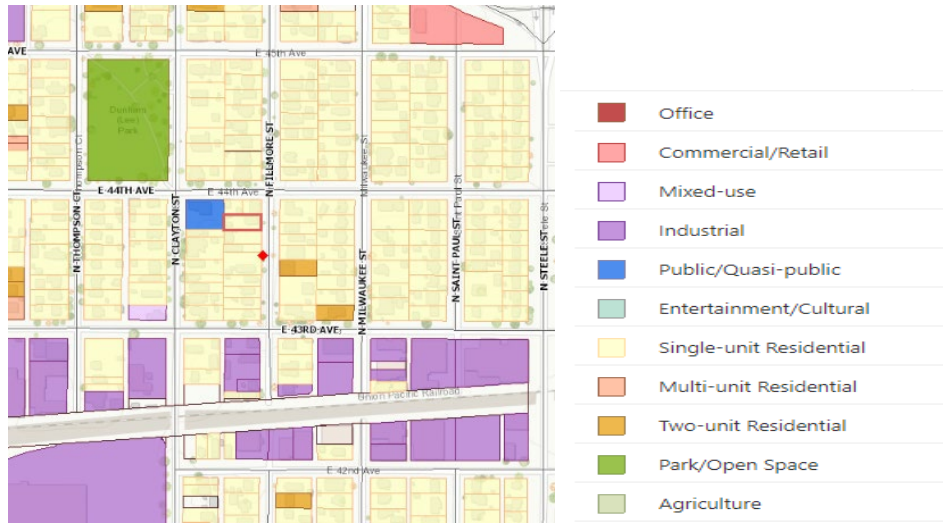 AVE
E 45th Ave
Park
E 44TH AVE
E 44th Ave
N FILLMORE ST
N THOMPSON CT
N CLAYTON ST
N MILWAUKEE ST
N SAINT PAUL ST
N STEELE ST
E 43RD AVE
Union Pacific Railroad
E 42nd Ave
Office
Commercial/Retail
Mixed-use
Industrial
Public/Quasi-public
Entertainment/Cultural
Single-unit Residential
Multi-unit Residential
Two-unit Residential
Park/Open Space
Agriculture